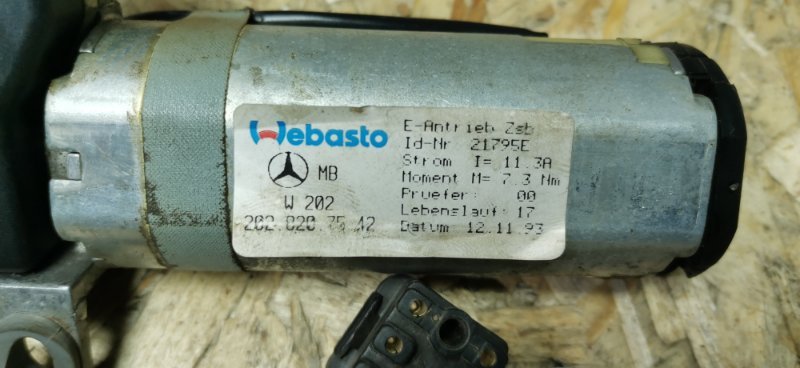 Webasto
MB
W 202
202.820 75 42
E-Antrieb Zsb
Id-Nr 21795E
Strom I= 11.3A
Moment M= 7.3 Nm
Pruefer: 00
Lebenslauf: 17
Datum: 12.11.93